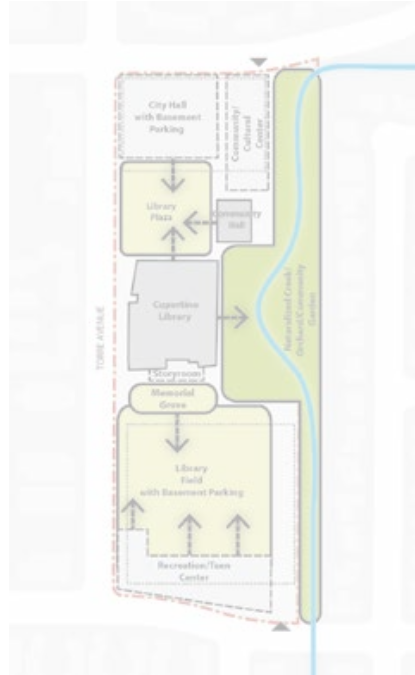 City Hall
with Basement
Parking
Community/
Cultural
Center
Library
Plaza
Community
Hall
TORRE AVENUE
Cupertino
Library
Naturalized Creek/
Orchard/Community
Garden
Storyroom
Memorial
Grove
Library
Field
with Basement Parking
Recreation/Teen
Center